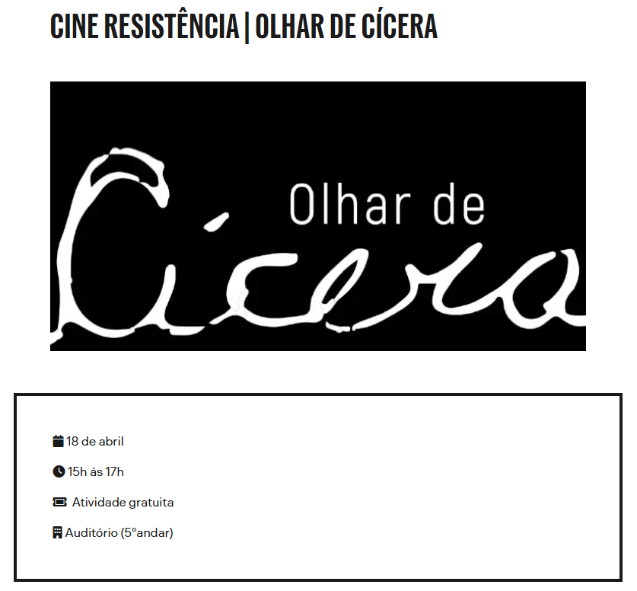 CINE RESISTÊNCIA | OLHAR DE CÍCERA
Olhar de
Cícera
18 de abril
15h ás 17h
Atividade gratuita
Auditório (5ºandar)